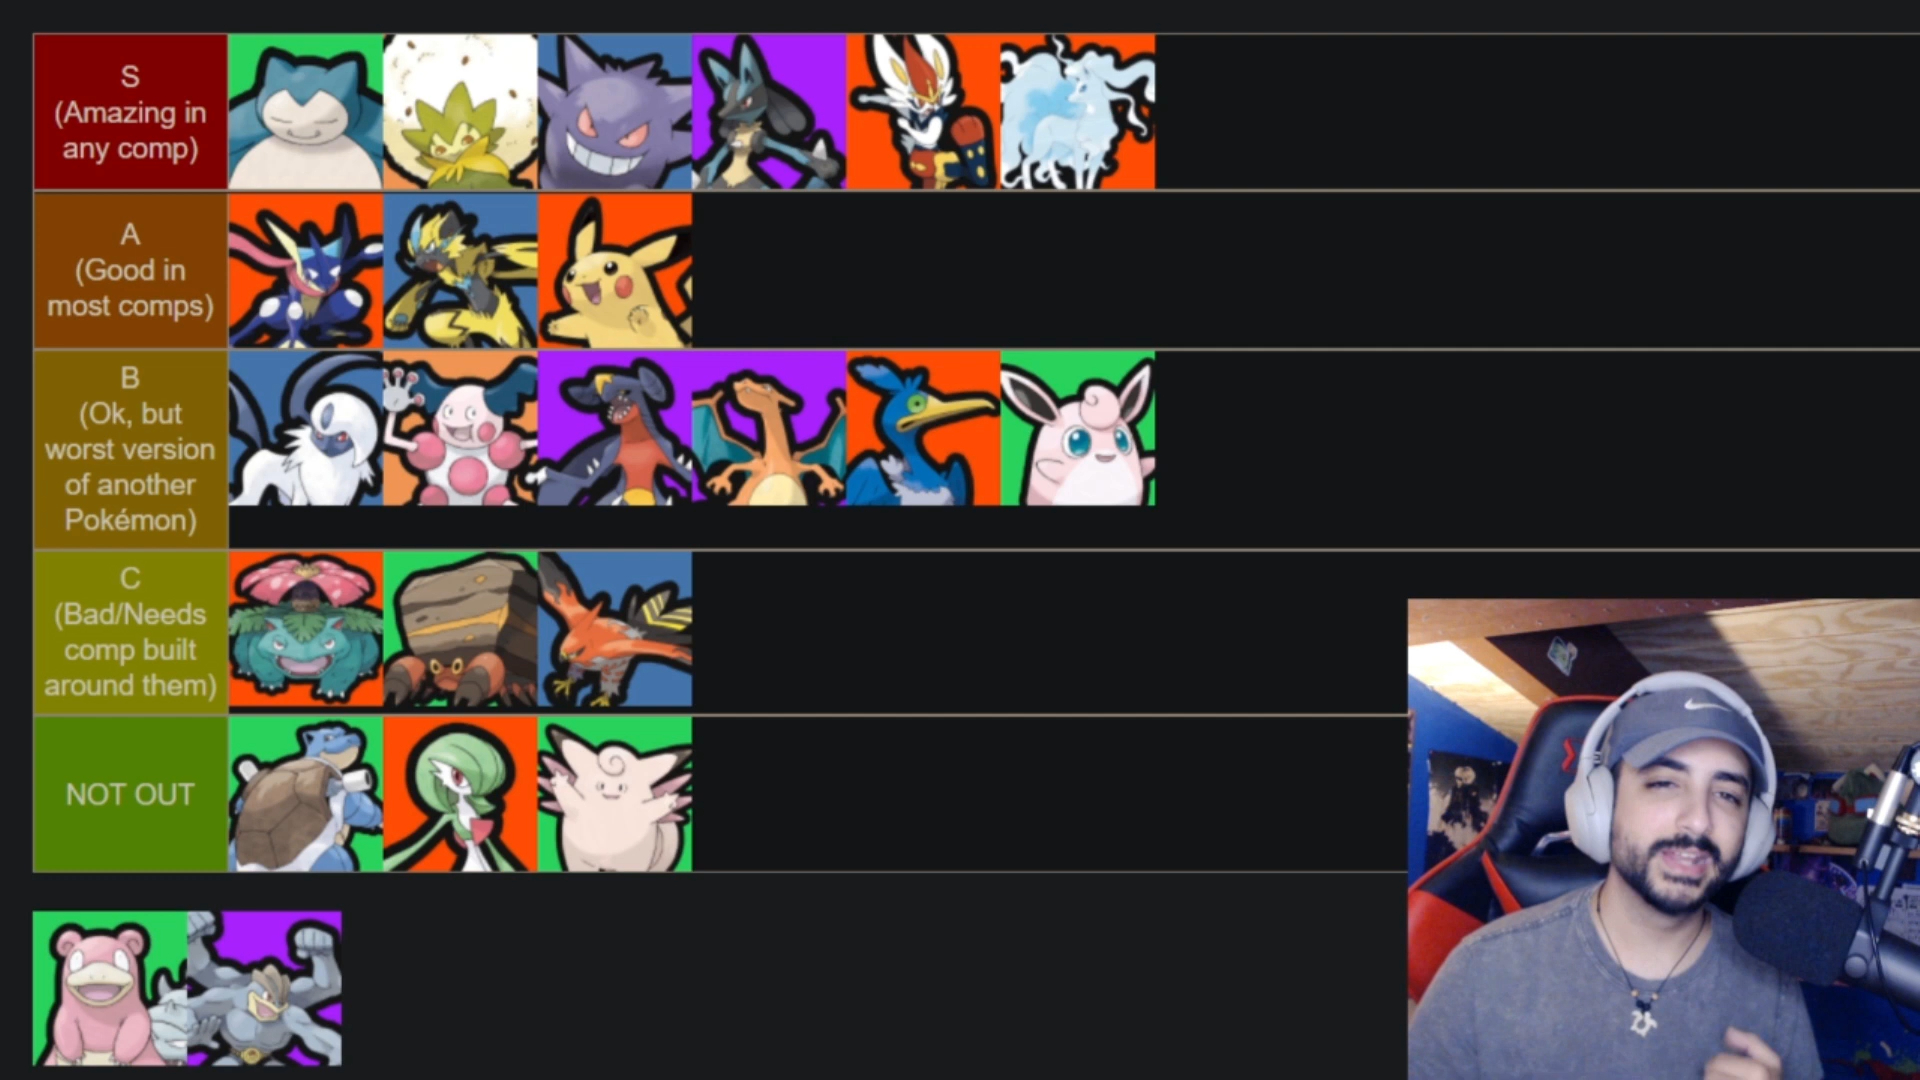 S
(Amazing in
any comp)
A
(Good in
most comps)
B
(Ok, but
worst version
of another
Pokémon)
C
(Bad/Needs
comp built
around them)
NOT OUT